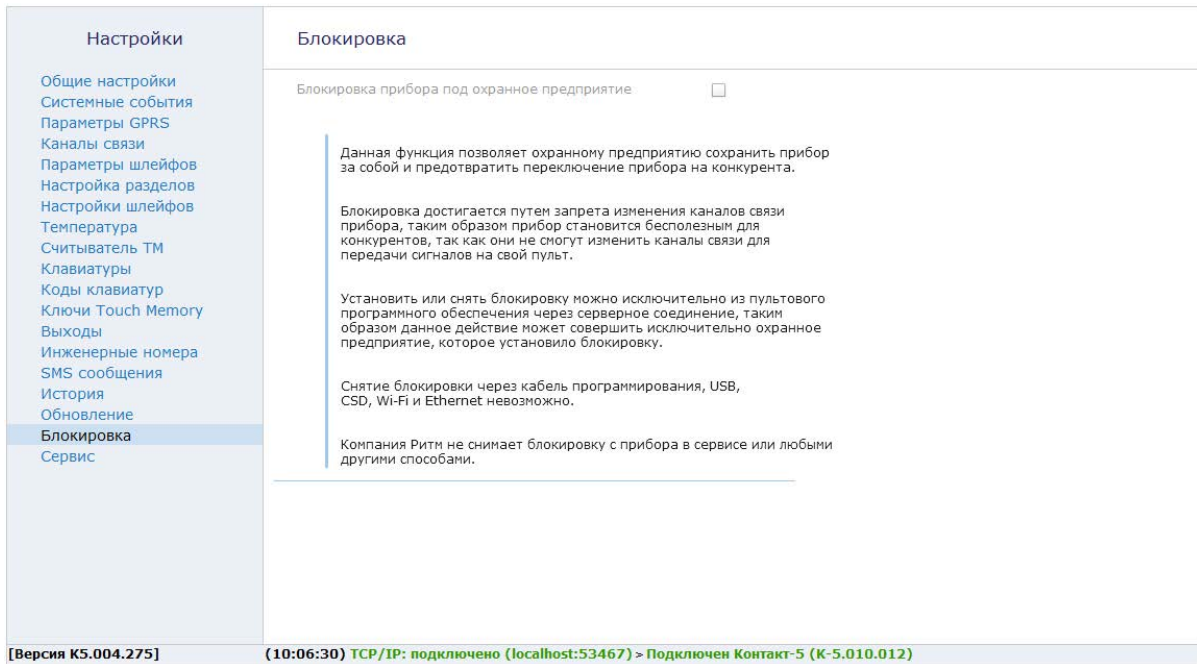 Настройки
Общие настройки
Системные события
Параметры GPRS
Каналы связи
Параметры шлейфов
Настройка разделов
Настройки шлейфов
Температура
Считыватель ТМ
Клавиатуры
Коды клавиатур
Ключи Touch Memory
Выходы
Инженерные номера
SMS сообщения
История
Обновление
Блокировка
Сервис
Блокировка
Блокировка прибора под охранное предприятие
Данная функция позволяет охранному предприятию сохранить прибор
за собой и предотвратить переключение прибора на конкурента.
Блокировка достигается путем запрета изменения каналов связи
прибора, таким образом прибор становится бесполезным для
конкурентов, так как они не смогут изменить каналы связи для
передачи сигналов на свой пульт.
Установить или снять блокировку можно исключительно из пультового
программного обеспечения через серверное соединение, таким
образом данное действие может совершить исключительно охранное
предприятие, которое установило блокировку.
Снятие блокировки через кабель программирования, USB,
CSD, Wi-Fi и Ethernet невозможно.
Компания Ритм не снимает блокировку с прибора в сервисе или любыми
другими способами.
[Версия K5.004.275]
(10:06:30) TCP/IP: подключено (localhost:53467) > Подключен Контакт-5 (K-5.010.012)